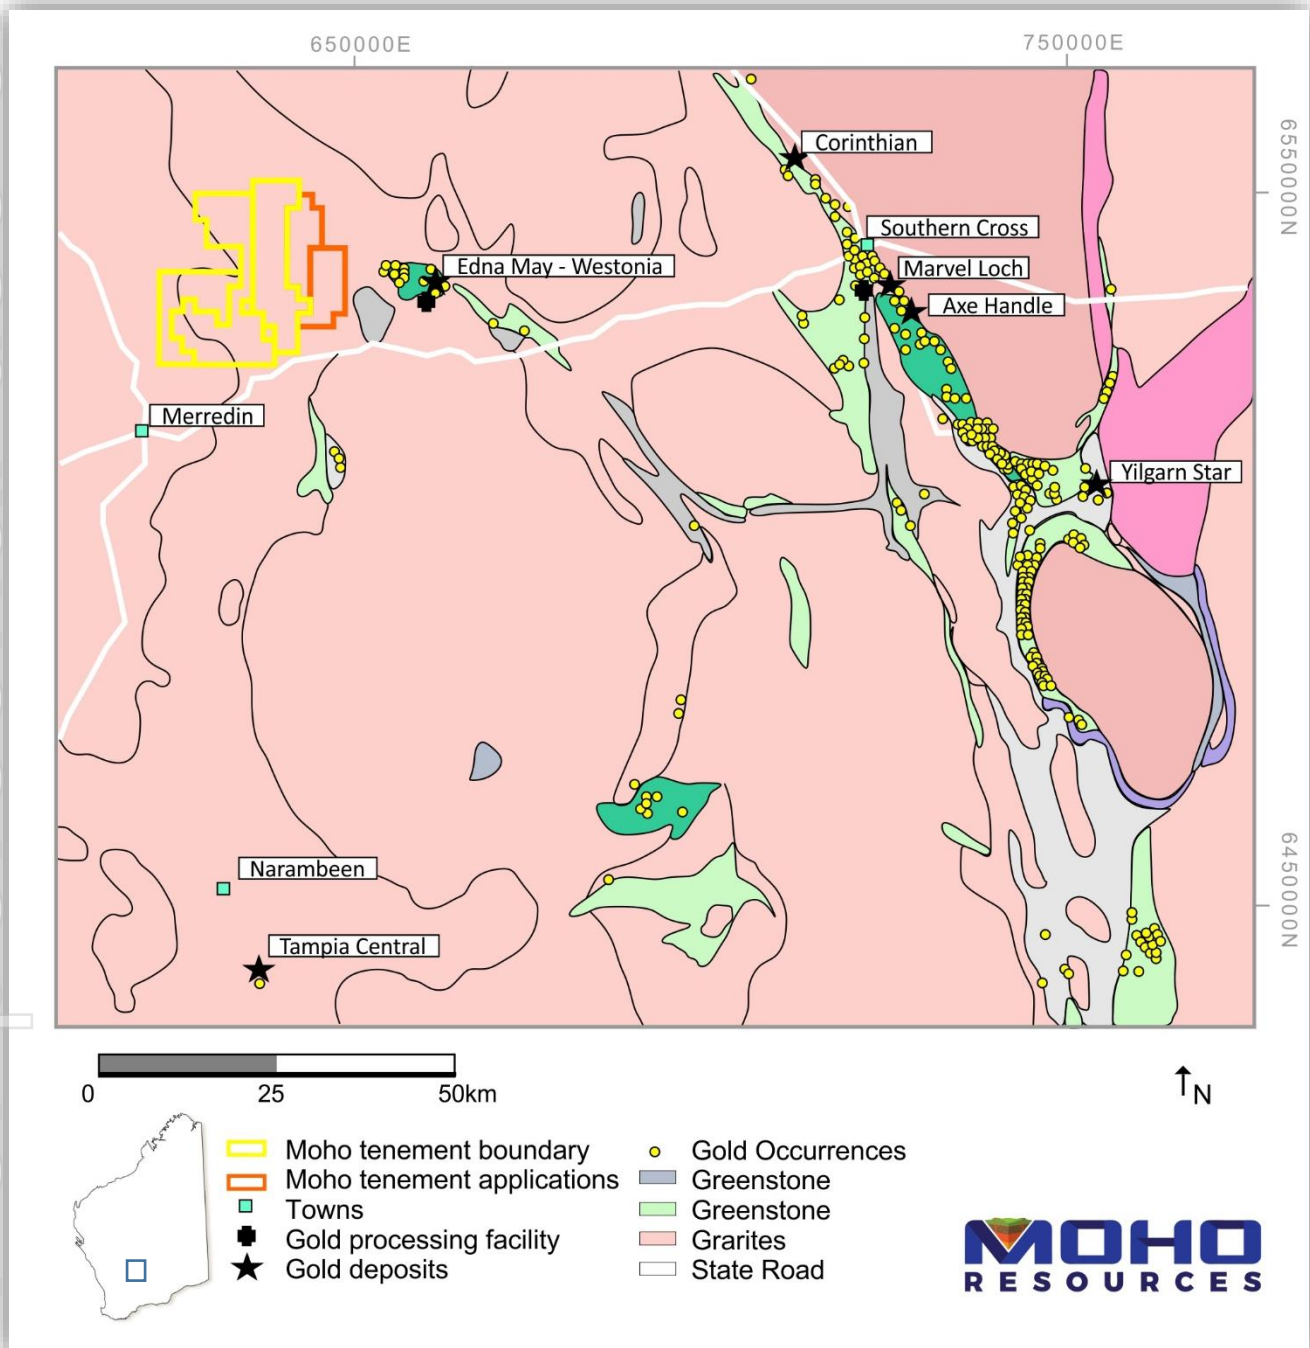 650000E
750000E
6550000N
Corinthian
Southern Cross
Edna May - Westonia
Marvel Loch
Axe Handle
Merredin
Yilgarn Star
Narambeen
6450000N
Tampia Central
0
25
50km
N
Moho tenement boundary
Moho tenement applications
Towns
Gold processing facility
Gold deposits
Gold Occurrences
Greenstone
Greenstone
Grarites
State Road
MOHO
RESOURCES